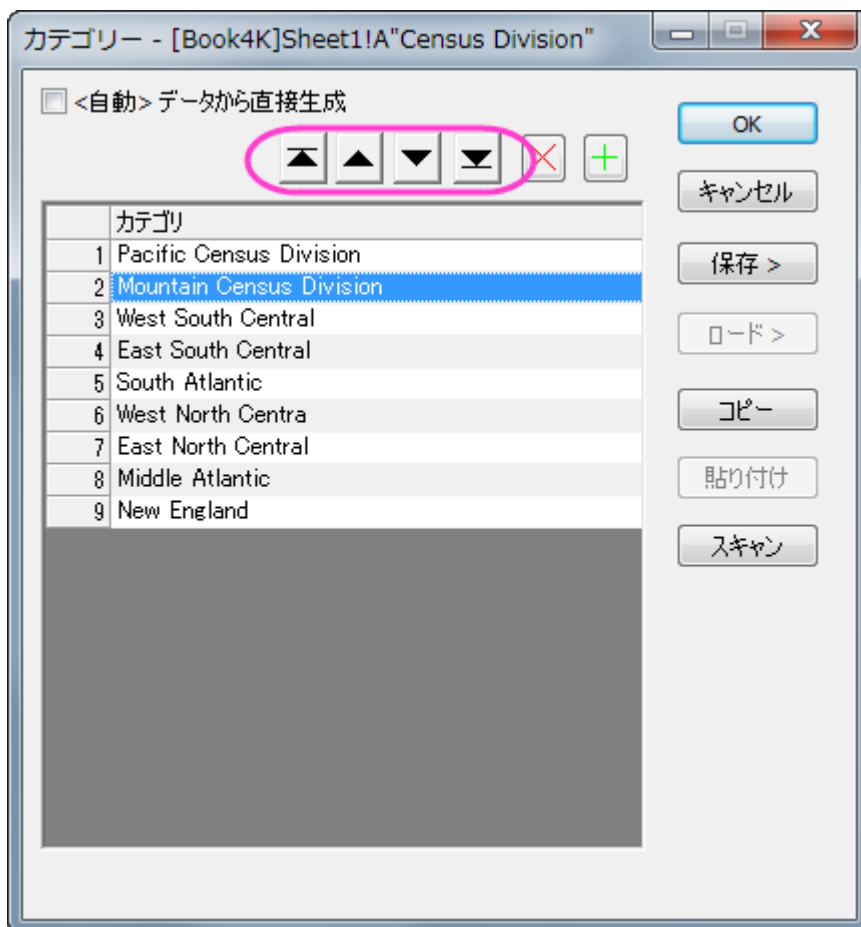 カテゴリー - [Book4K]Sheet1!A"Census Division"
<自動> データから直接生成
OK
キャンセル
保存 >
ロード >
コピー
貼り付け
スキャン
カテゴリ
1 Pacific Census Division
2 Mountain Census Division
3 West South Central
4 East South Central
5 South Atlantic
6 West North Centra
7 East North Central
8 Middle Atlantic
9 New England